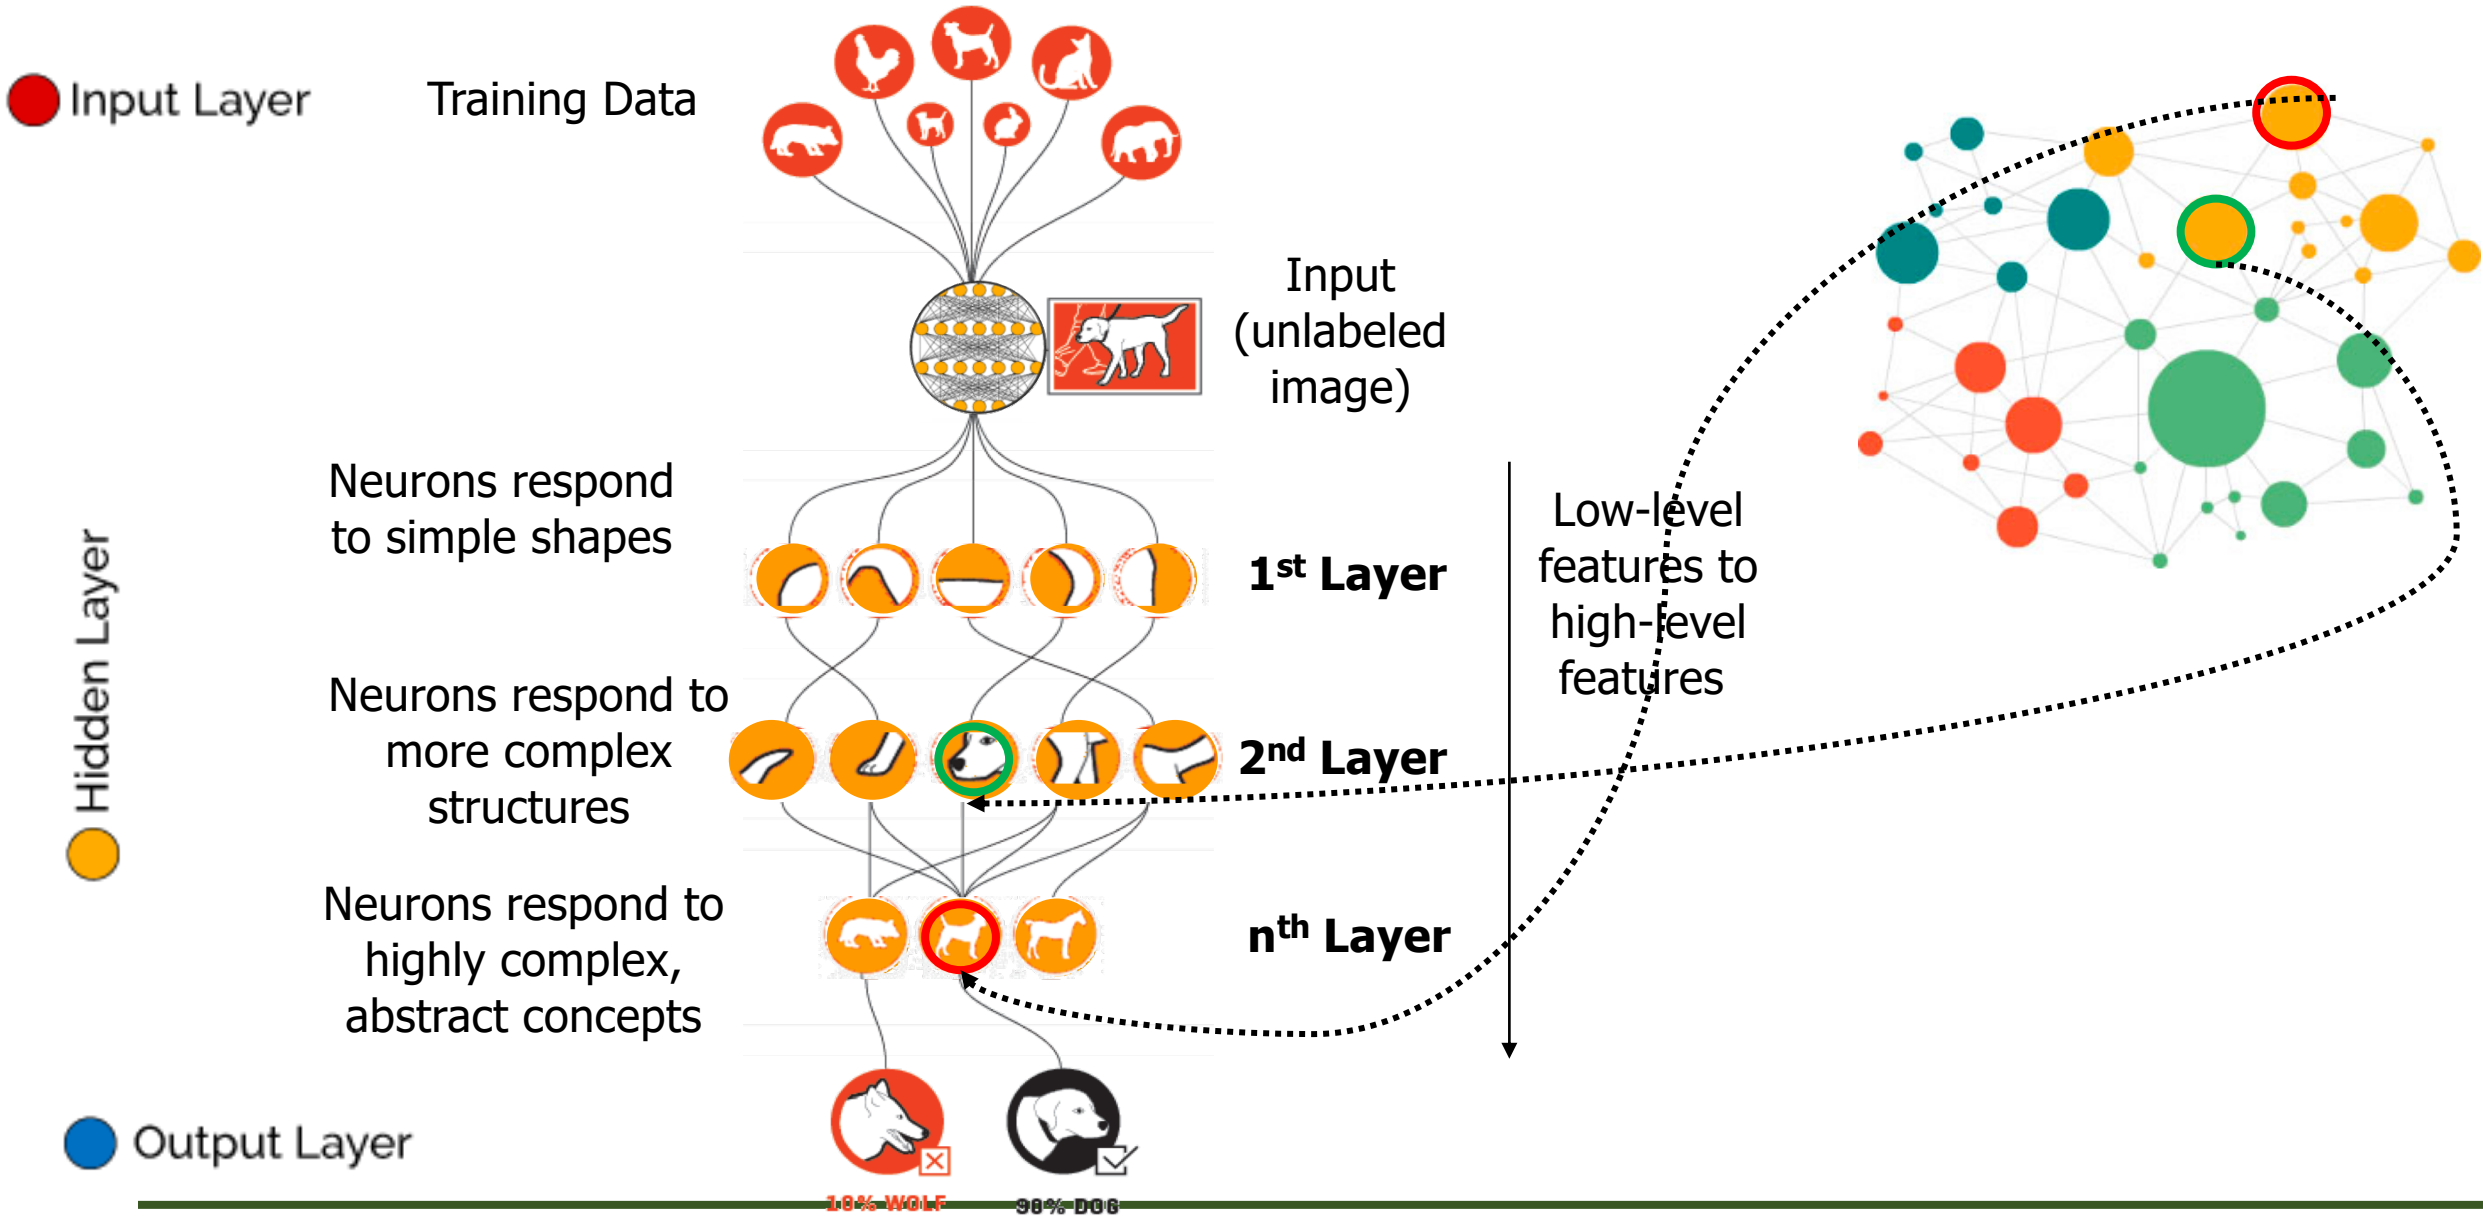 Input Layer
Training Data
Input
(unlabeled
image)
Neurons respond
to simple shapes
1st Layer
Low-level
features to
high-level
features
Hidden Layer
Neurons respond to
more complex
structures
2nd Layer
Neurons respond to
highly complex,
abstract concepts
nth Layer
Output Layer
10% WOLF
90% DOG